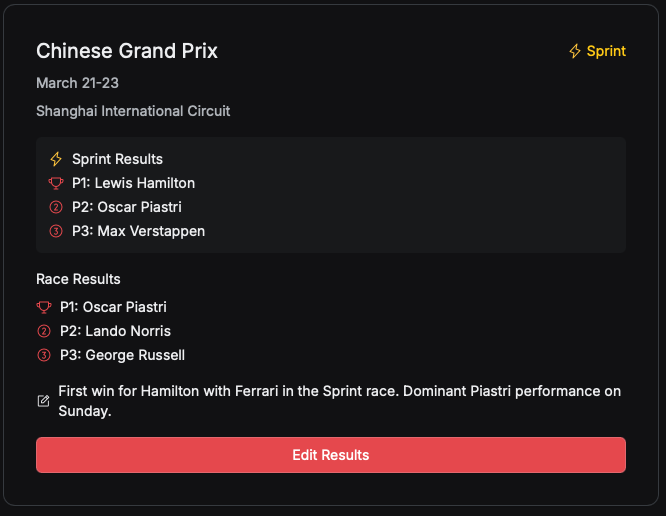 Chinese Grand Prix
Sprint
March 21-23
Shanghai International Circuit
Sprint Results
P1: Lewis Hamilton
2 P2: Oscar Piastri
3 P3: Max Verstappen
Race Results
P1: Oscar Piastri
2 P2: Lando Norris
3 P3: George Russell
First win for Hamilton with Ferrari in the Sprint race. Dominant Piastri performance on
Sunday.
Edit Results